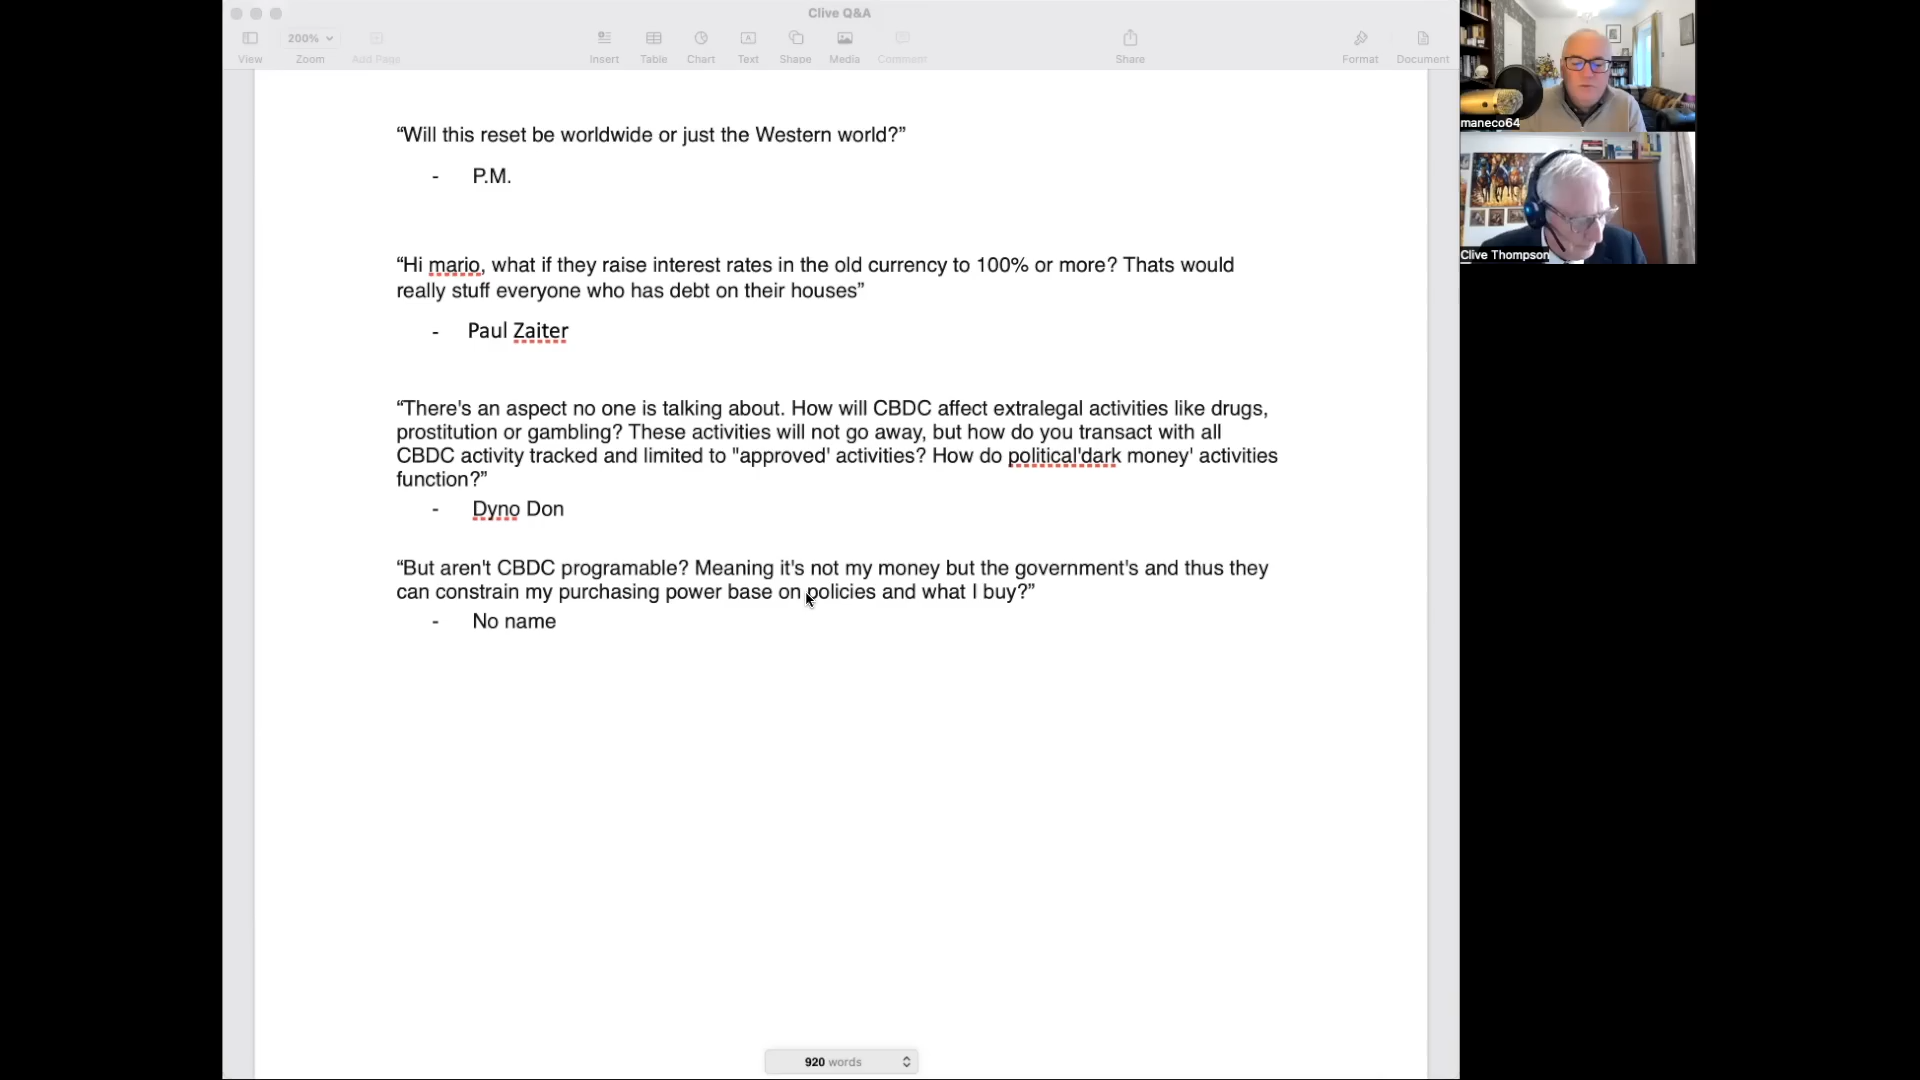 Clive Q&A
200%
View
Zoom
Add Page
Insert
Table
Chart
Text
Shape
Media
Comment
Share
Format
Document
maneco64
Clive Thompson
“Will this reset be worldwide or just the Western world?”
- P.M.
“Hi mario, what if they raise interest rates in the old currency to 100% or more? Thats would
really stuff everyone who has debt on their houses”
- Paul Zaiter
“There's an aspect no one is talking about. How will CBDC affect extralegal activities like drugs,
prostitution or gambling? These activities will not go away, but how do you transact with all
CBDC activity tracked and limited to "approved' activities? How do political'dark money' activities
function?”
- Dyno Don
“But aren't CBDC programable? Meaning it's not my money but the government's and thus they
can constrain my purchasing power base on policies and what I buy?”
- No name
920 words